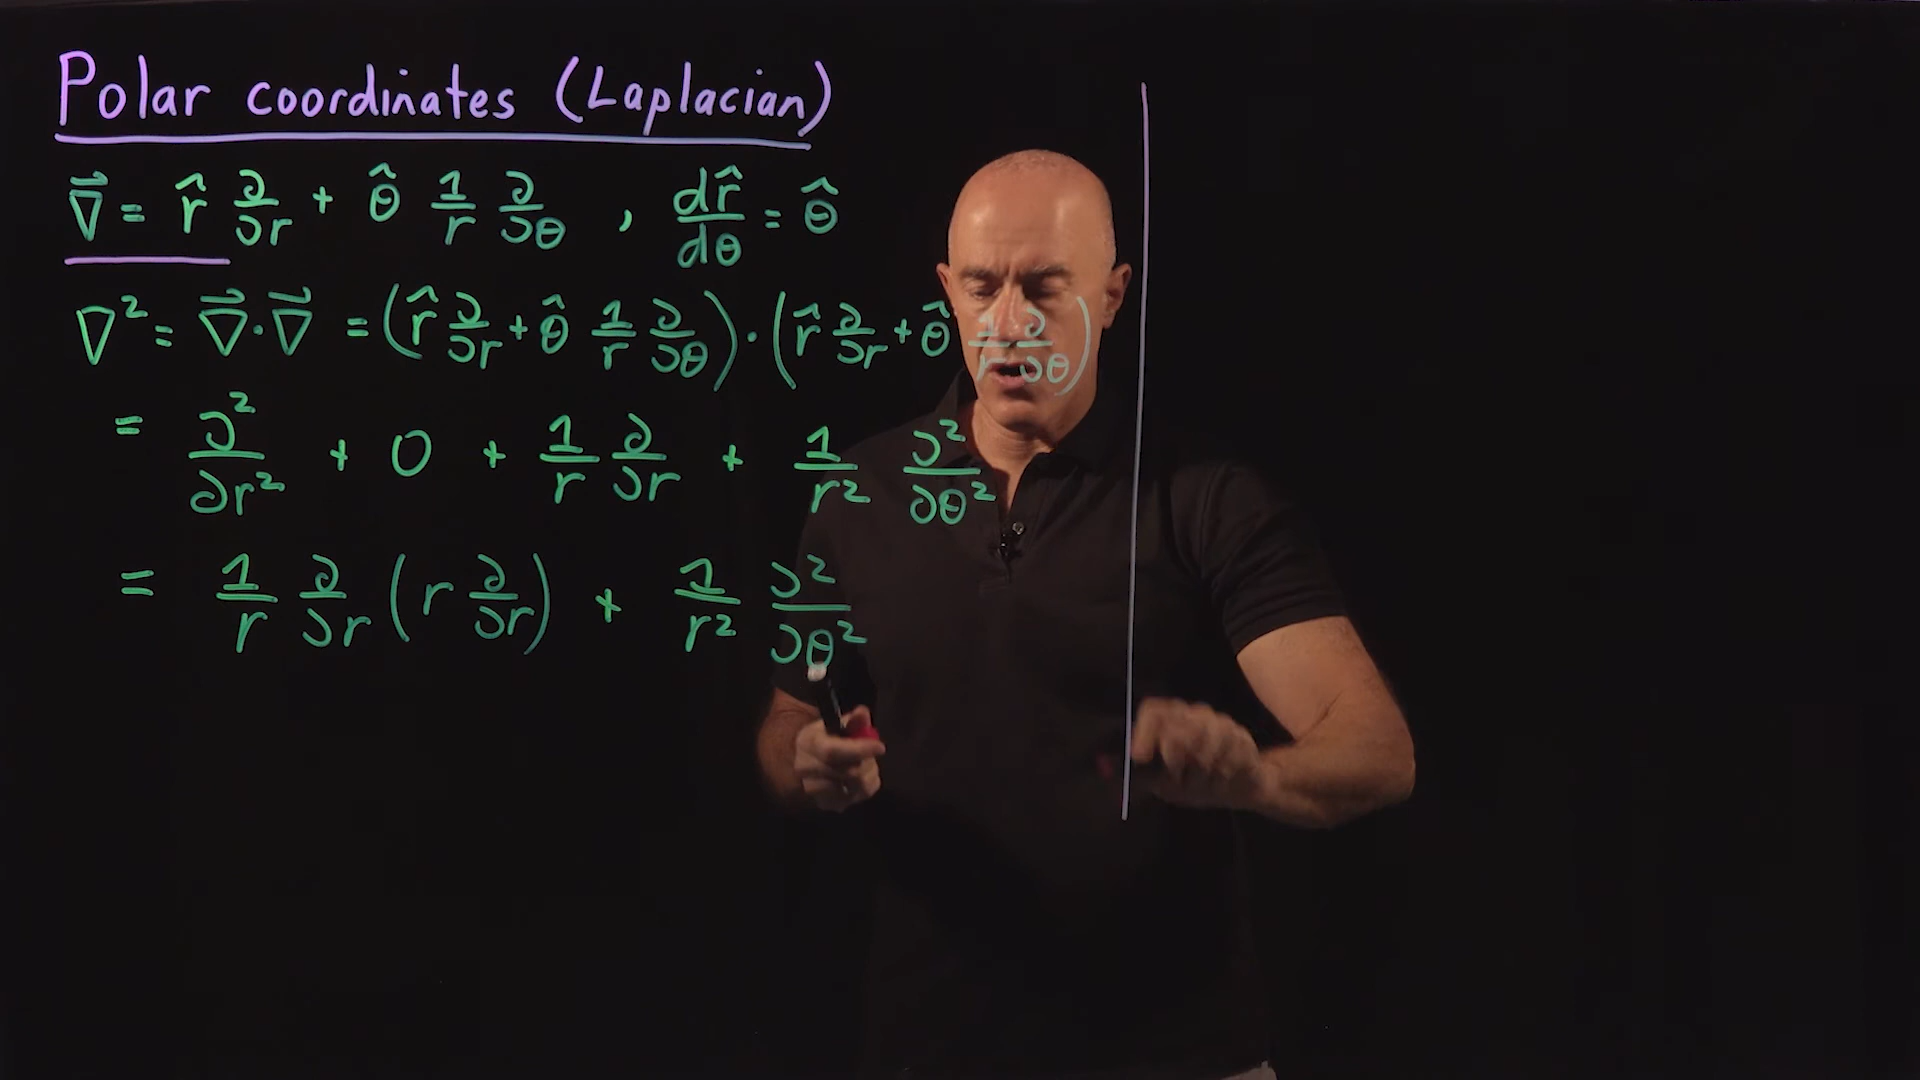 Polar coordinates (Laplacian)
∇⃗ = r̂ ∂/∂r + θ̂ 1/r ∂/∂θ , dr̂/dθ = θ̂
∇² = ∇⃗·∇⃗ = (r̂ ∂/∂r + θ̂ 1/r ∂/∂θ)·(r̂ ∂/∂r + θ̂ 1/r ∂/∂θ)
= ∂²/∂r² + 0 + 1/r ∂/∂r + 1/r² ∂²/∂θ²
= 1/r ∂/∂r (r ∂/∂r) + 1/r² ∂²/∂θ²